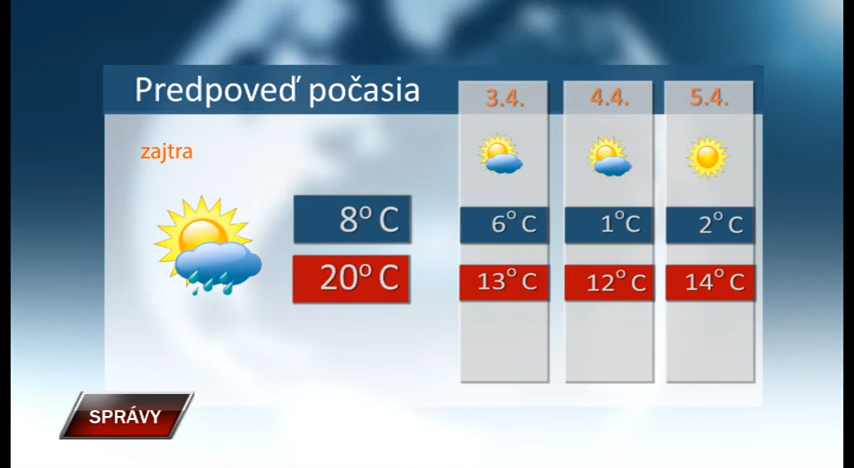 Predpoveď počasia
zajtra
8° C
20° C
3.4.
6° C
13° C
4.4.
1°C
12° C
5.4.
2° C
14° C
SPRÁVY